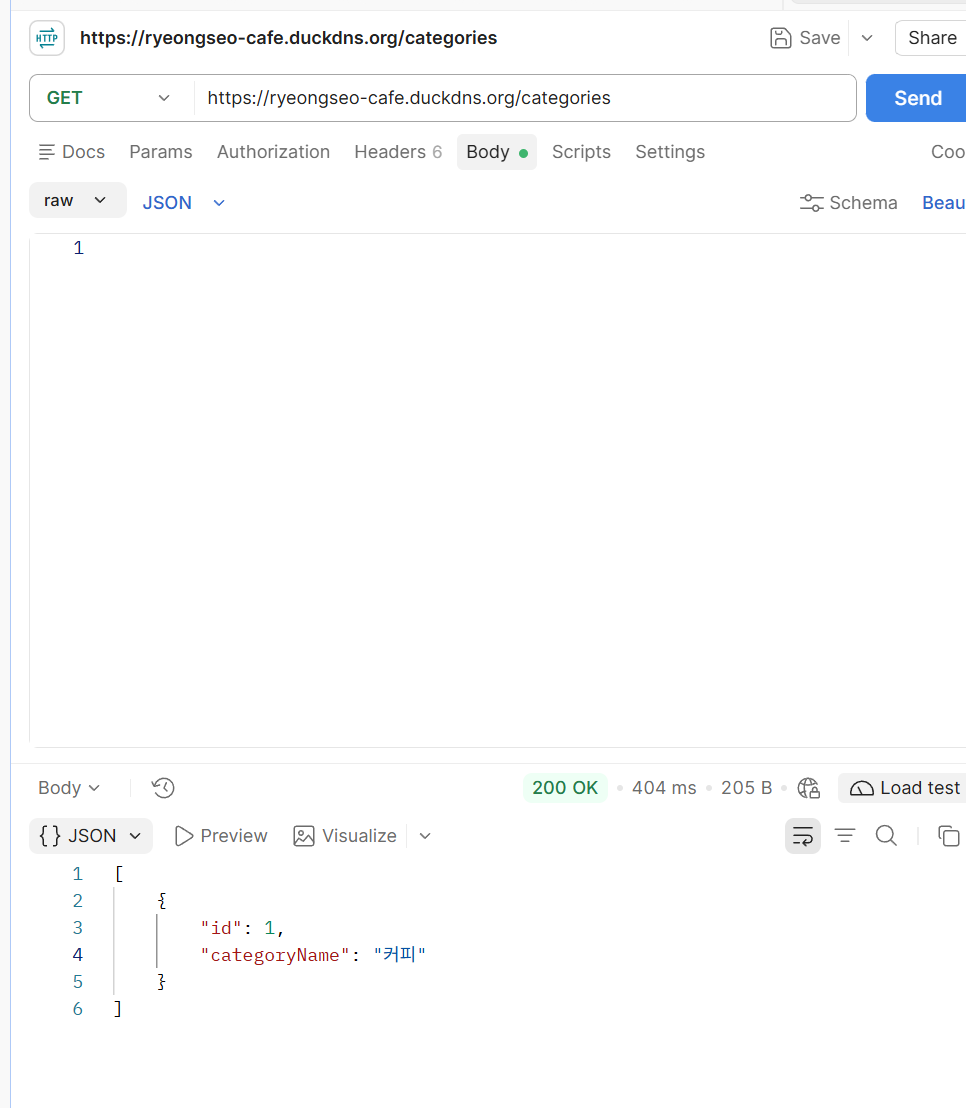 HTTP https://ryeongseo-cafe.duckdns.org/categories Save Share
GET https://ryeongseo-cafe.duckdns.org/categories Send
Docs Params Authorization Headers 6 Body Scripts Settings Coo
raw JSON Schema Beau
1
Body 200 OK 404 ms 205 B Load test
{} JSON Preview Visualize
1 [
2 {
3 "id": 1,
4 "categoryName": "커피"
5 }
6 ]